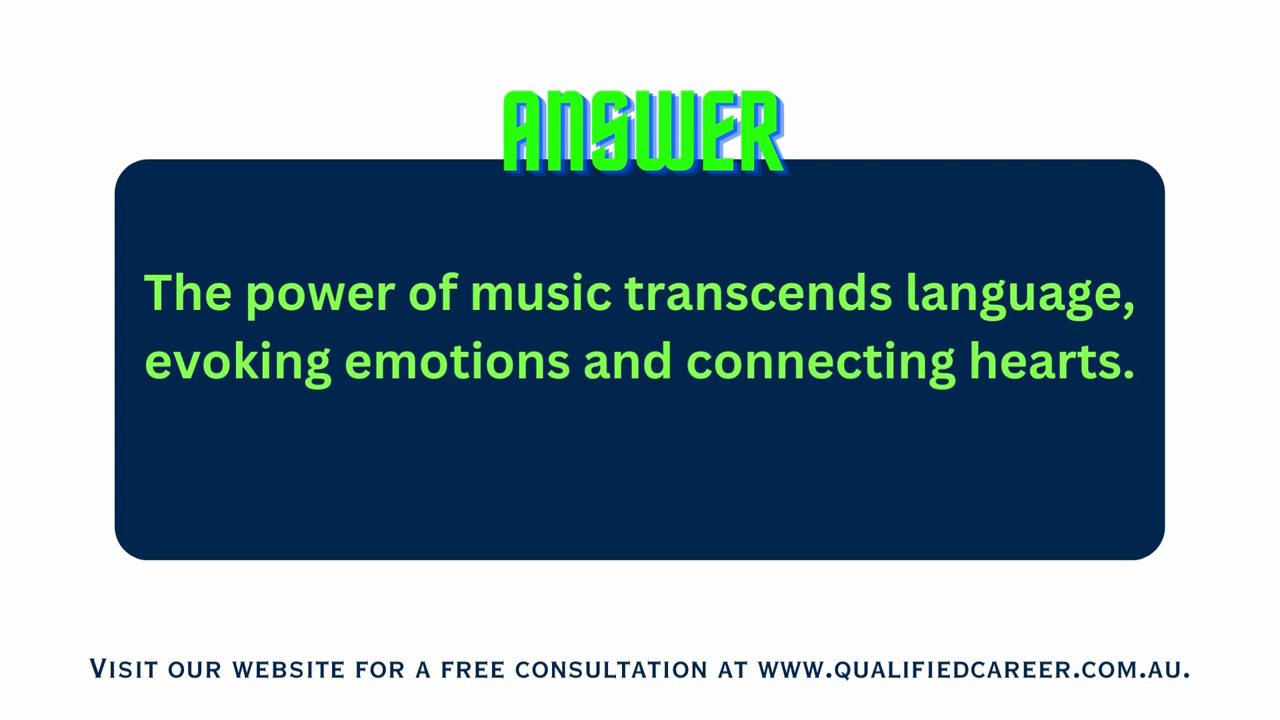 ANSWER
The power of music transcends language,
evoking emotions and connecting hearts.
Visit our website for a free consultation at www.qualifiedcareer.com.au.